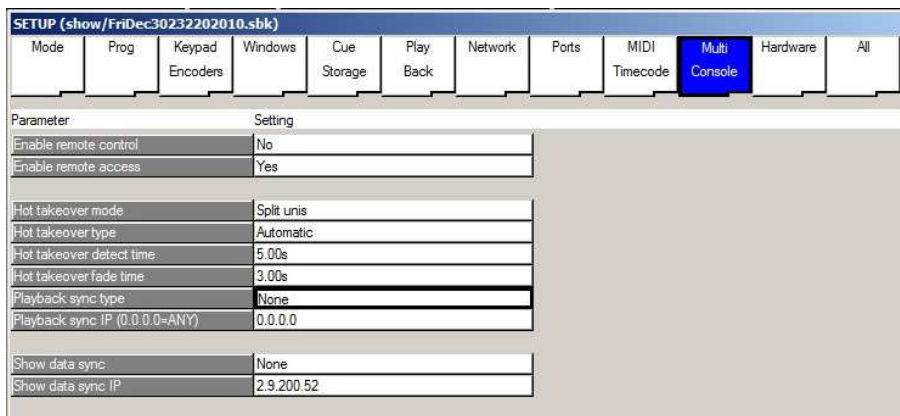 SETUP (show/FriDec30232202010.sbk)
Mode Prog Keypad Encoders Windows Cue Storage Play Back Network Ports MIDI Timecode Multi Console Hardware All
Parameter Setting
Enable remote control No
Enable remote access Yes
Hot takeover mode Split unis
Hot takeover type Automatic
Hot takeover detect time 5.00s
Hot takeover fade time 3.00s
Playback sync type None
Playback sync IP (0.0.0.0=ANY) 0.0.0.0
Show data sync None
Show data sync IP 2.9.200.52